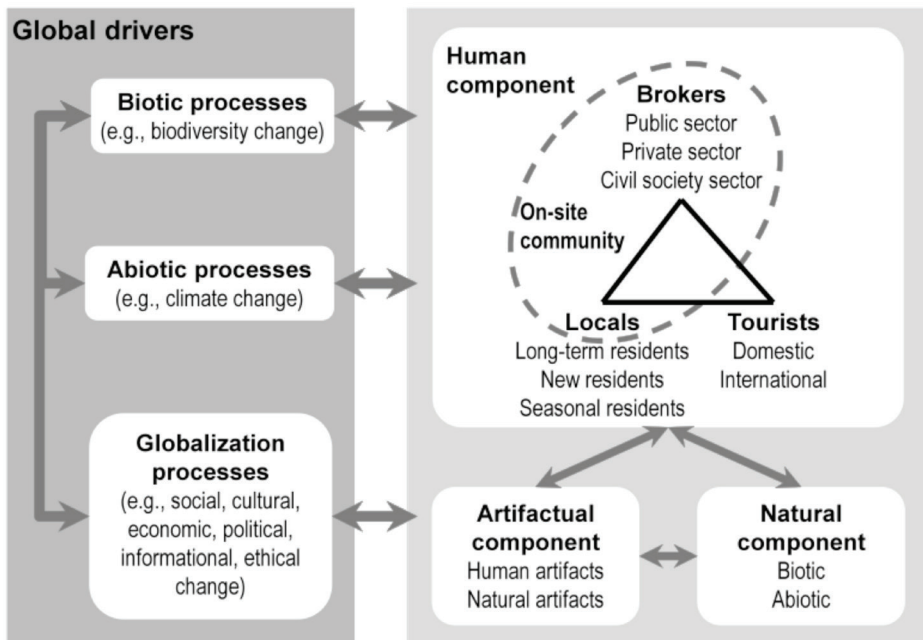 Global drivers
Biotic processes
(e.g., biodiversity change)
Abiotic processes
(e.g., climate change)
Globalization
processes
(e.g., social, cultural,
economic, political,
informational, ethical
change)
Human
component
Brokers
Public sector
Private sector
Civil society sector
On-site
community
Locals
Long-term residents
New residents
Seasonal residents
Tourists
Domestic
International
Artifactual
component
Human artifacts
Natural artifacts
Natural
component
Biotic
Abiotic